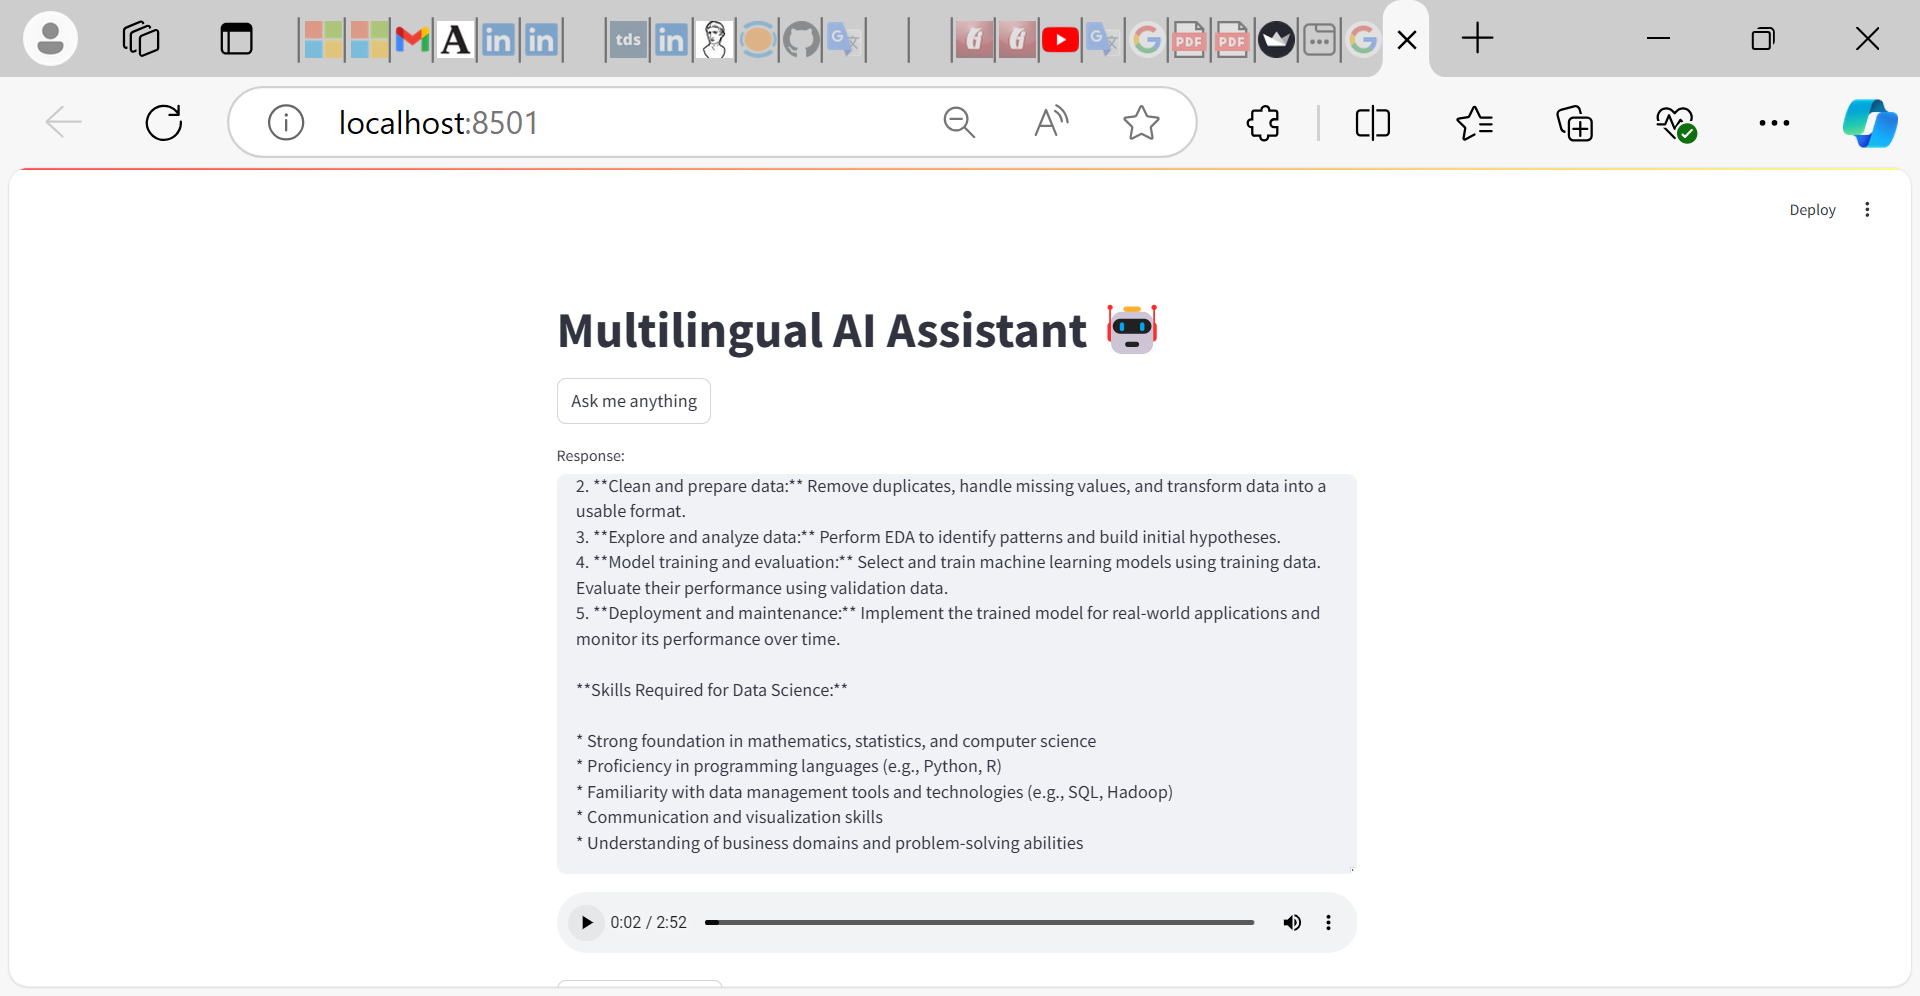 tds
PDF
PDF
localhost:8501
Deploy
Multilingual AI Assistant
Ask me anything
Response:
2. **Clean and prepare data:** Remove duplicates, handle missing values, and transform data into a
usable format.
3. **Explore and analyze data:** Perform EDA to identify patterns and build initial hypotheses.
4. **Model training and evaluation:** Select and train machine learning models using training data.
Evaluate their performance using validation data.
5. **Deployment and maintenance:** Implement the trained model for real-world applications and
monitor its performance over time.
**Skills Required for Data Science:**
* Strong foundation in mathematics, statistics, and computer science
* Proficiency in programming languages (e.g., Python, R)
* Familiarity with data management tools and technologies (e.g., SQL, Hadoop)
* Communication and visualization skills
* Understanding of business domains and problem-solving abilities
0:02 / 2:52